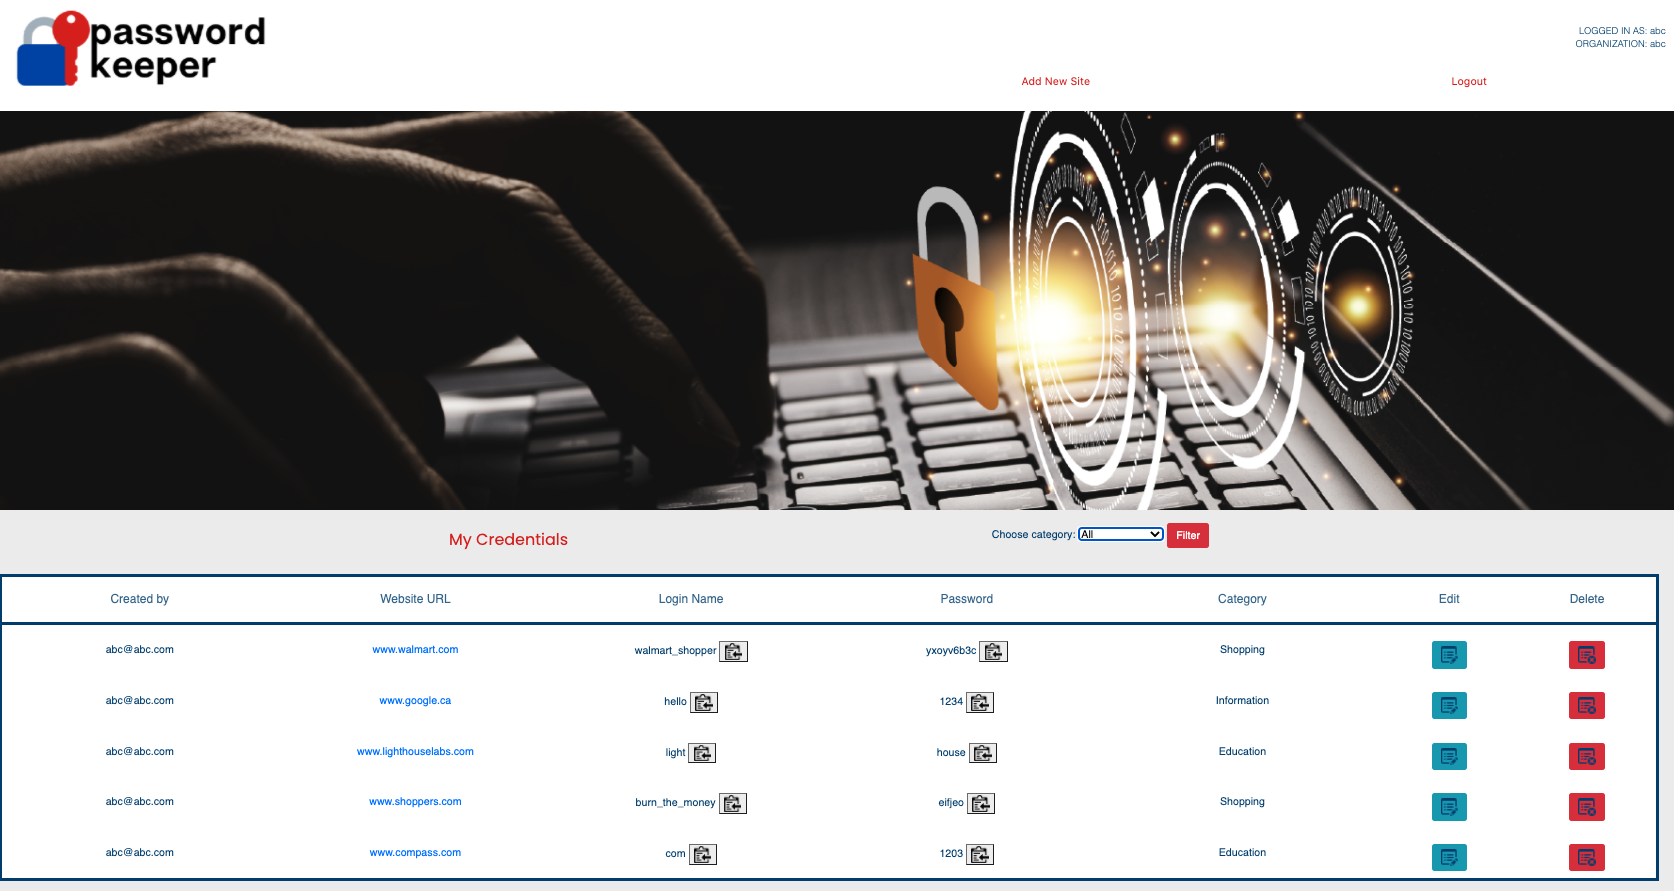 password
keeper
LOGGED IN AS: abc
ORGANIZATION: abc
Add New Site
Logout
My Credentials
Choose category: All Filter
Created by Website URL Login Name Password Category Edit Delete
abc@abc.com www.walmart.com walmart_shopper yxoyv6b3c Shopping
abc@abc.com www.google.ca hello 1234 Information
abc@abc.com www.lighthouselabs.com light house Education
abc@abc.com www.shoppers.com burn_the_money eifjeo Shopping
abc@abc.com www.compass.com com 1203 Education